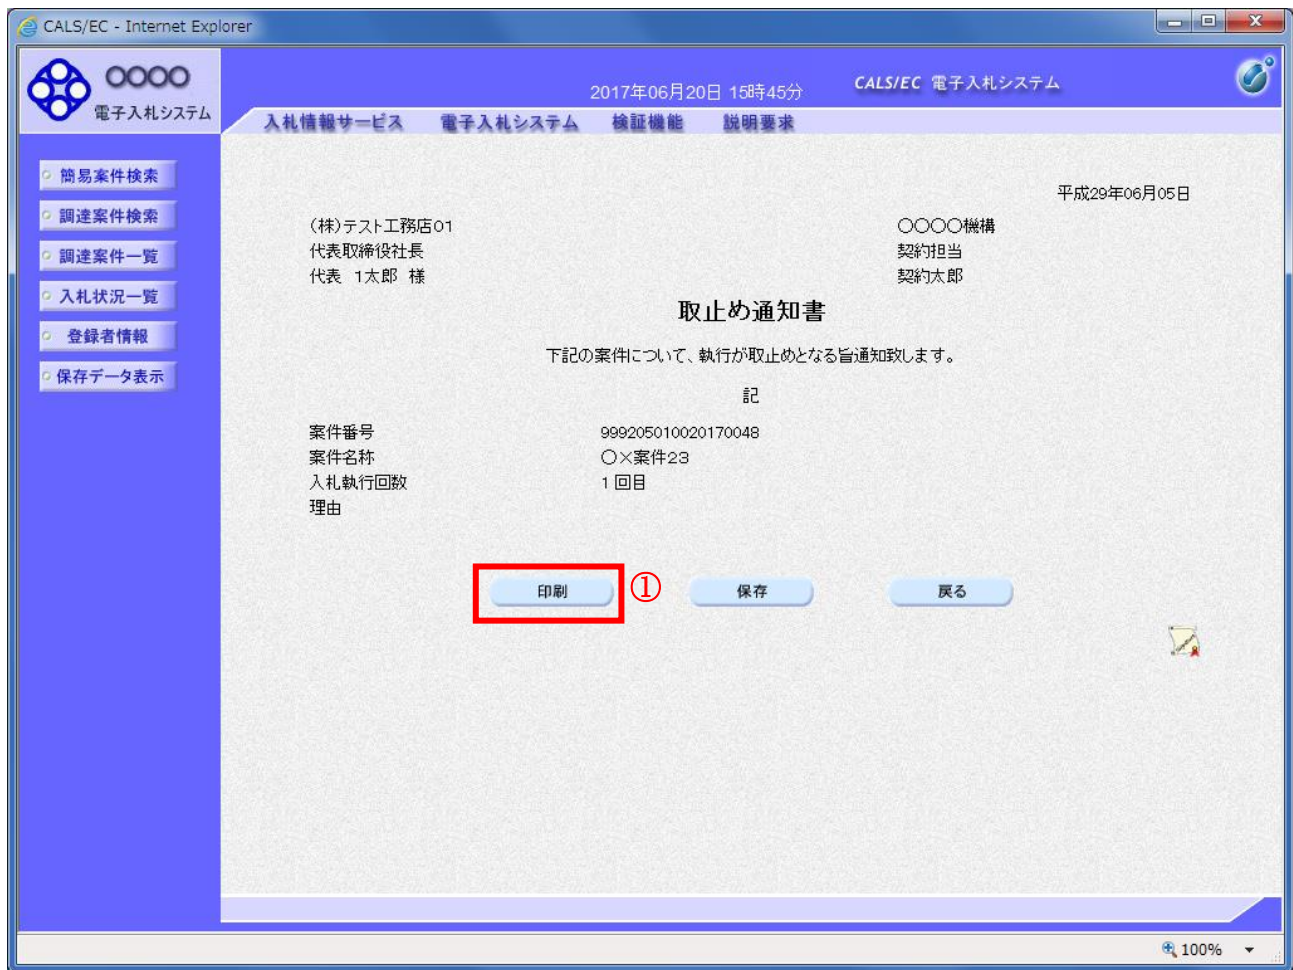 CALS/EC - Internet Explorer
〇〇〇〇
電子入札システム
2017年06月20日 15時45分
CALS/EC 電子入札システム
入札情報サービス 電子入札システム 検証機能 説明要求
簡易案件検索
調達案件検索
調達案件一覧
入札状況一覧
登録者情報
保存データ表示
平成29年06月05日
(株)テスト工務店01
代表取締役社長
代表 1太郎 様
〇〇〇〇機構
契約担当
契約太郎
取止め通知書
下記の案件について、執行が取止めとなる旨通知致します。
記
案件番号 999205010020170048
案件名称 〇×案件23
入札執行回数 1回目
理由
印刷 ① 保存 戻る
100%